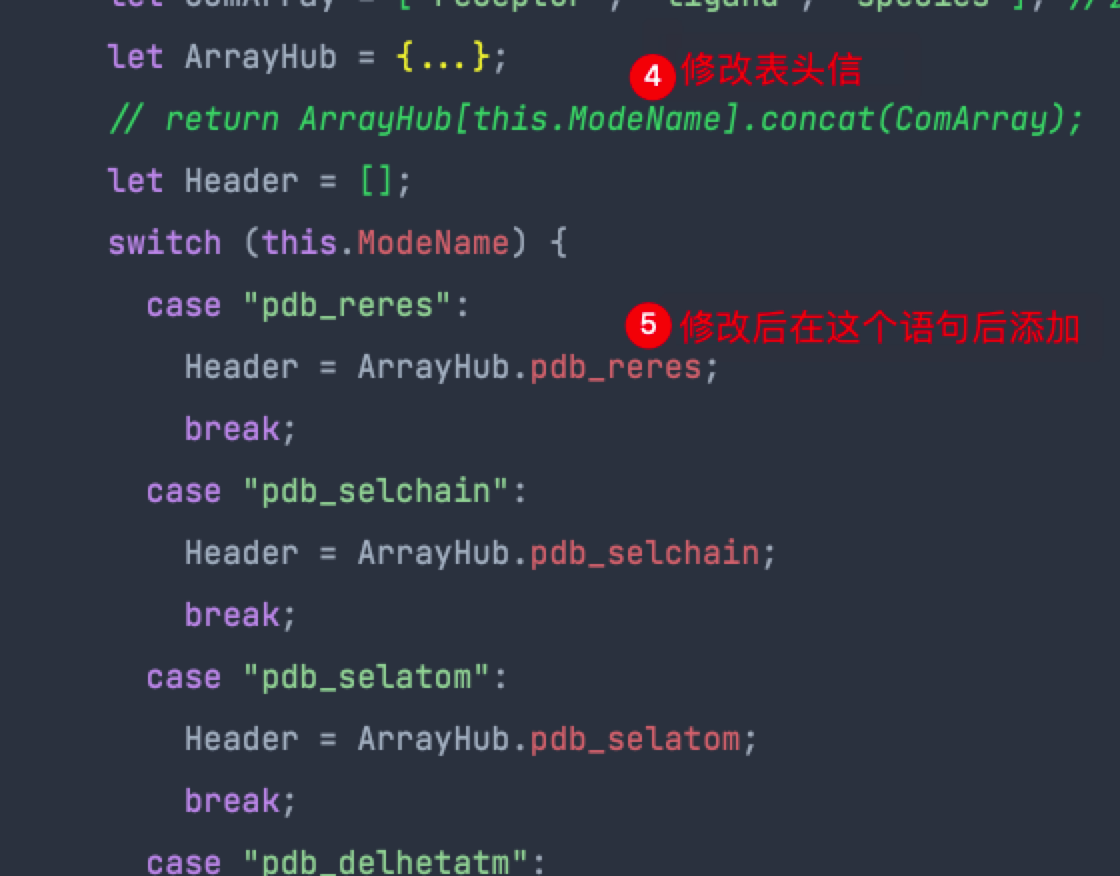 let ComArray = ["receptor", "ligand", "species"]; //
let ArrayHub = {...};
4 修改表头信
// return ArrayHub[this.ModeName].concat(ComArray);
let Header = [];
switch (this.ModeName) {
case "pdb_reres":
5 修改后在这个语句后添加
Header = ArrayHub.pdb_reres;
break;
case "pdb_selchain":
Header = ArrayHub.pdb_selchain;
break;
case "pdb_selatom":
Header = ArrayHub.pdb_selatom;
break;
case "pdb_delhetatm":